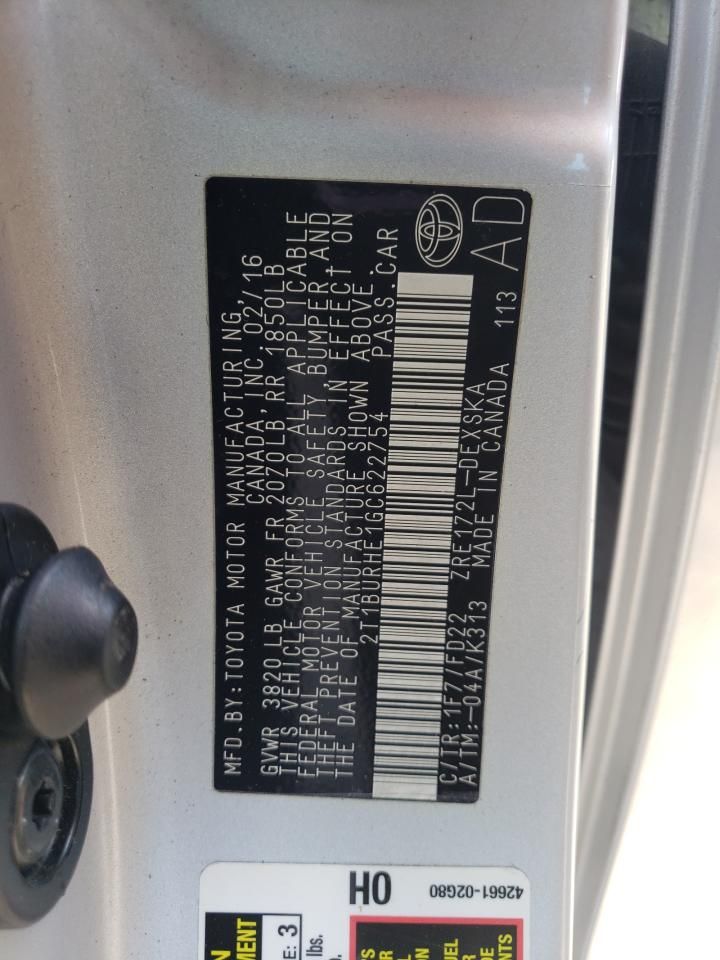 MFD. BY: TOYOTA MOTOR MANUFACTURING,
CANADA, INC. 02/16
GVWR 3820 LB GAWR FR 2070LB, RR 1850LB
THIS VEHICLE CONFORMS TO ALL APPLICABLE
FEDERAL MOTOR VEHICLE SAFETY, BUMPER, AND
THEFT PREVENTION STANDARDS IN EFFECT ON
THE DATE OF MANUFACTURE SHOWN ABOVE.
2T1BURHE1GC622754 PASS. CAR
C/TR: 1F7/FD22 ZRE172L-DEXSKA
A/TM: -04A/K313 MADE IN CANADA 113
AD
OH
42661-02G80
3
lbs.